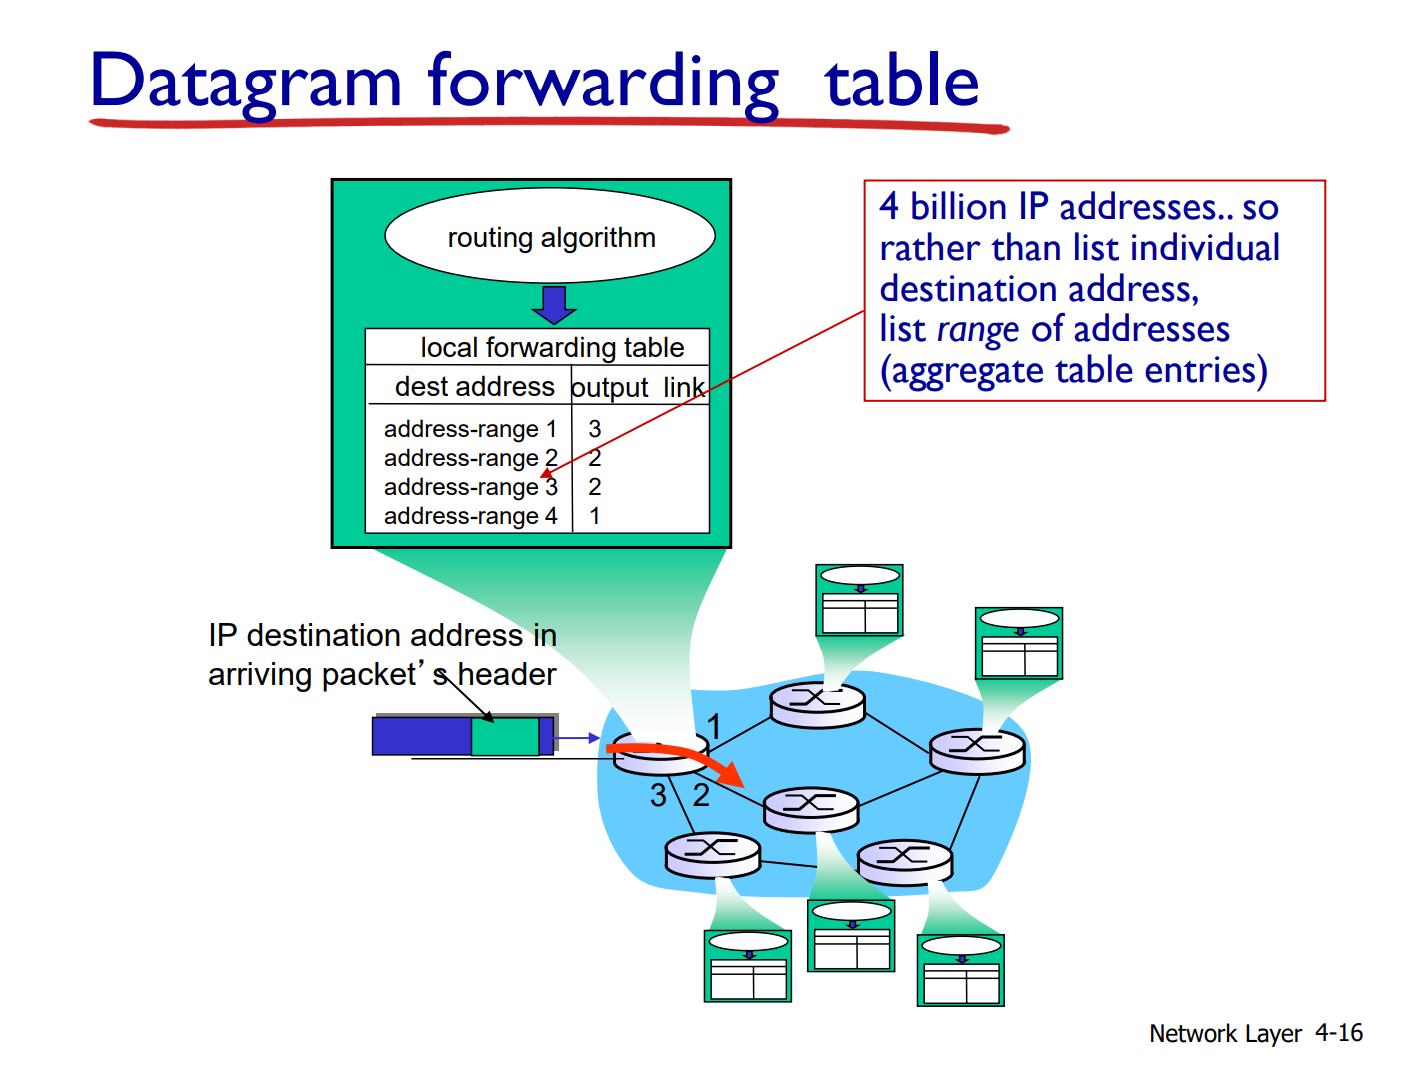 Datagram forwarding table
routing algorithm
local forwarding table
dest address output link
address-range 1 3
address-range 2 2
address-range 3 2
address-range 4 1
4 billion IP addresses.. so
rather than list individual
destination address,
list range of addresses
(aggregate table entries)
IP destination address in
arriving packet’s header
1
3 2
Network Layer 4-16